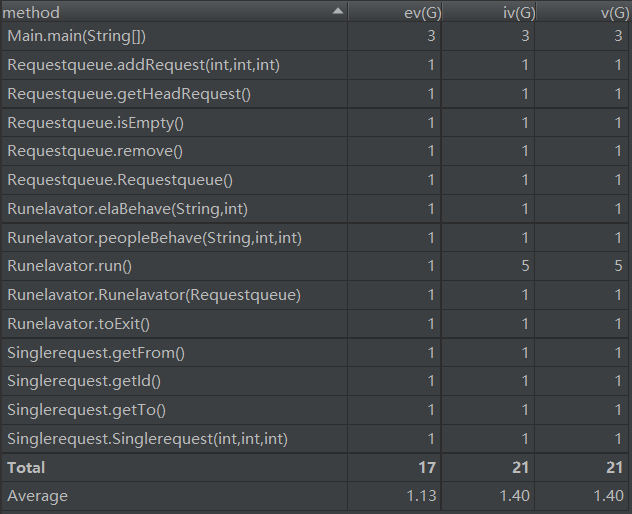 method ev(G) iv(G) v(G)
Main.main(String[]) 3 3 3
Requestqueue.addRequest(int,int,int) 1 1 1
Requestqueue.getHeadRequest() 1 1 1
Requestqueue.isEmpty() 1 1 1
Requestqueue.remove() 1 1 1
Requestqueue.Requestqueue() 1 1 1
Runelavator.elaBehave(String,int) 1 1 1
Runelavator.peopleBehave(String,int,int) 1 1 1
Runelavator.run() 1 5 5
Runelavator.Runelavator(Requestqueue) 1 1 1
Runelavator.toExit() 1 1 1
Singlerequest.getFrom() 1 1 1
Singlerequest.getId() 1 1 1
Singlerequest.getTo() 1 1 1
Singlerequest.Singlerequest(int,int,int) 1 1 1
Total 17 21 21
Average 1.13 1.40 1.40